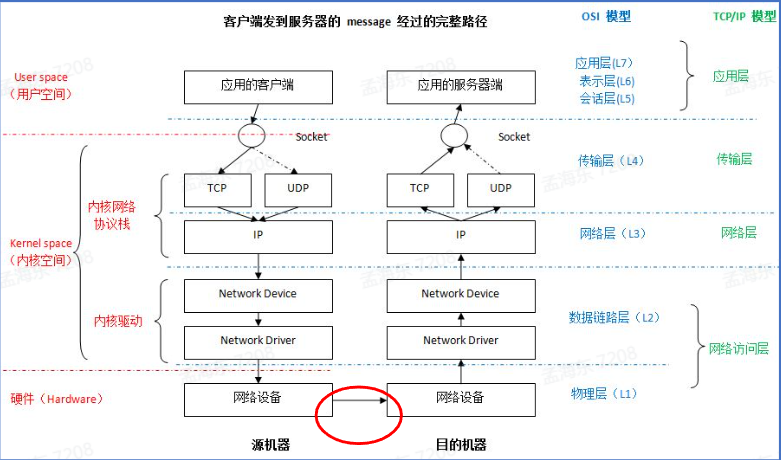 客户端发到服务器的 message 经过的完整路径
OSI 模型
TCP/IP 模型
User space
（用户空间）
应用的客户端
应用的服务器端
应用层(L7)
表示层(L6)
会话层(L5)
应用层
Socket
Socket
Kernel space
（内核空间）
内核网络
协议栈
TCP
UDP
TCP
UDP
传输层（L4）
传输层
IP
IP
网络层（L3）
网络层
内核驱动
Network Device
Network Device
Network Driver
Network Driver
数据链路层（L2）
网络访问层
硬件（Hardware）
网络设备
网络设备
物理层（L1）
源机器
目的机器
孟海东 7208